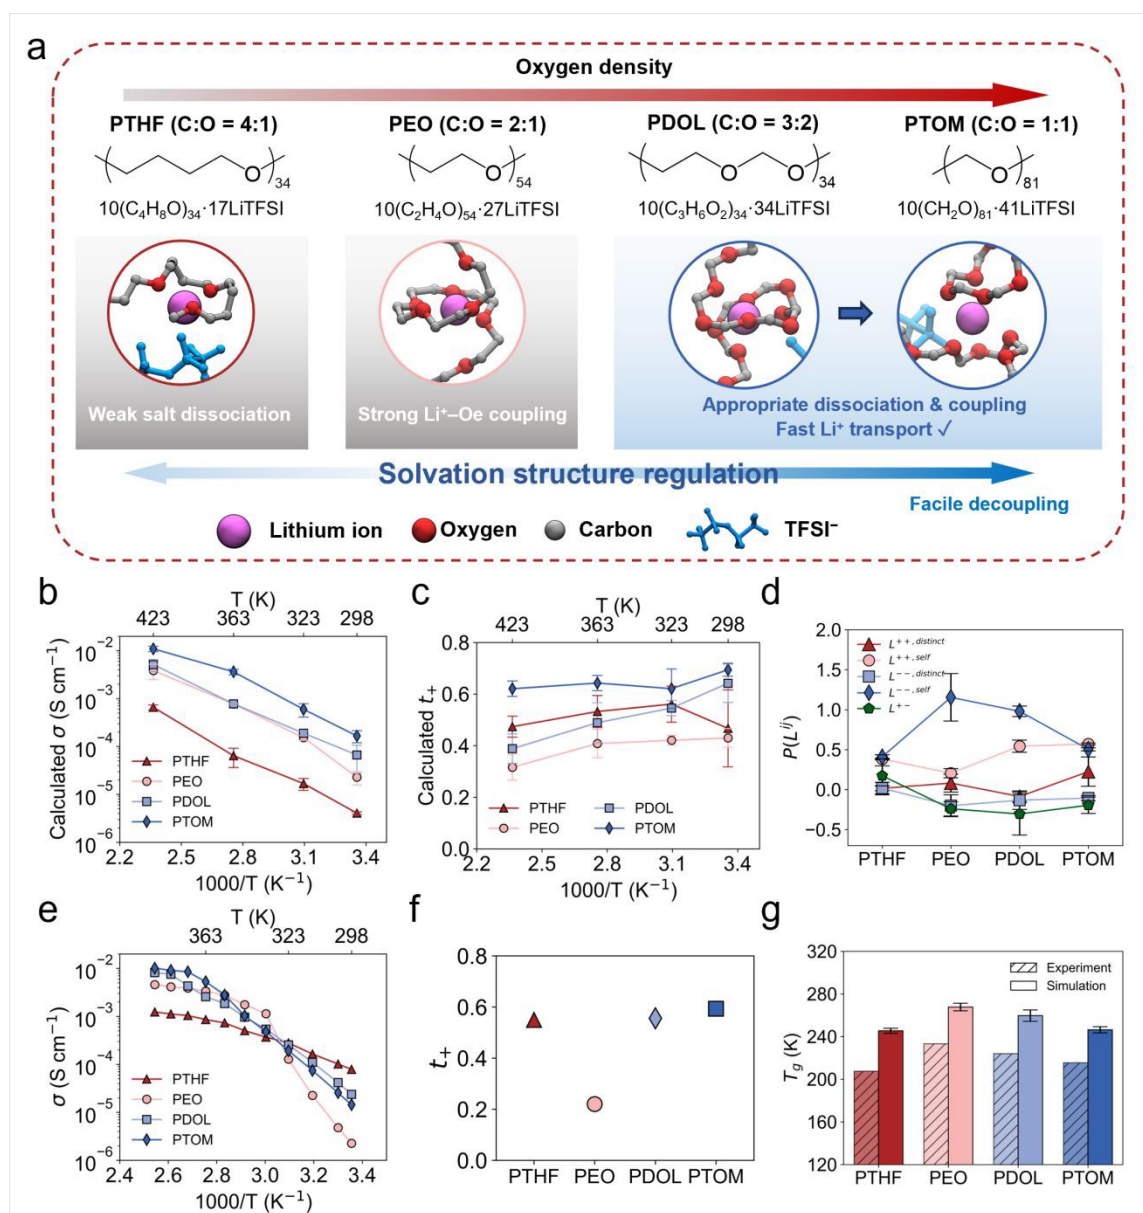 a
Oxygen density
PTHF (C:O = 4:1) PEO (C:O = 2:1) PDOL (C:O = 3:2) PTOM (C:O = 1:1)
O 34 O 54 O O 34 O 81
10(C₄H₈O)₃₄·17LiTFSI 10(C₂H₄O)₅₄·27LiTFSI 10(C₃H₆O₂)₃₄·34LiTFSI 10(CH₂O)₈₁·41LiTFSI
Weak salt dissociation
Strong Li⁺–Oe coupling
Appropriate dissociation & coupling
Fast Li⁺ transport ✓
Solvation structure regulation
Facile decoupling
Lithium ion Oxygen Carbon TFSI⁻
b
T (K)
423 363 323 298
Calculated σ (S cm⁻¹)
10⁻²
10⁻³
10⁻⁴
10⁻⁵
10⁻⁶
PTHF
PEO
PDOL
PTOM
2.2 2.5 2.8 3.1 3.4
1000/T (K⁻¹)
c
T (K)
423 363 323 298
Calculated t₊
0.8
0.6
0.4
0.2
0.0
PTHF PDOL
PEO PTOM
2.2 2.5 2.8 3.1 3.4
1000/T (K⁻¹)
d
P(Lⁱʲ)
2.0
1.5
1.0
0.5
0.0
−0.5
L⁺⁺,distinct
L⁺⁺,self
L⁻⁻,distinct
L⁻⁻,self
L⁺⁻
PTHF PEO PDOL PTOM
e
T (K)
363 323 298
σ (S cm⁻¹)
10⁻²
10⁻³
10⁻⁴
10⁻⁵
10⁻⁶
PTHF
PEO
PDOL
PTOM
2.4 2.6 2.8 3.0 3.2 3.4
1000/T (K⁻¹)
f
t₊
0.8
0.6
0.4
0.2
0.0
PTHF PEO PDOL PTOM
g
T_g (K)
320
280
240
200
160
120
Experiment
Simulation
PTHF PEO PDOL PTOM